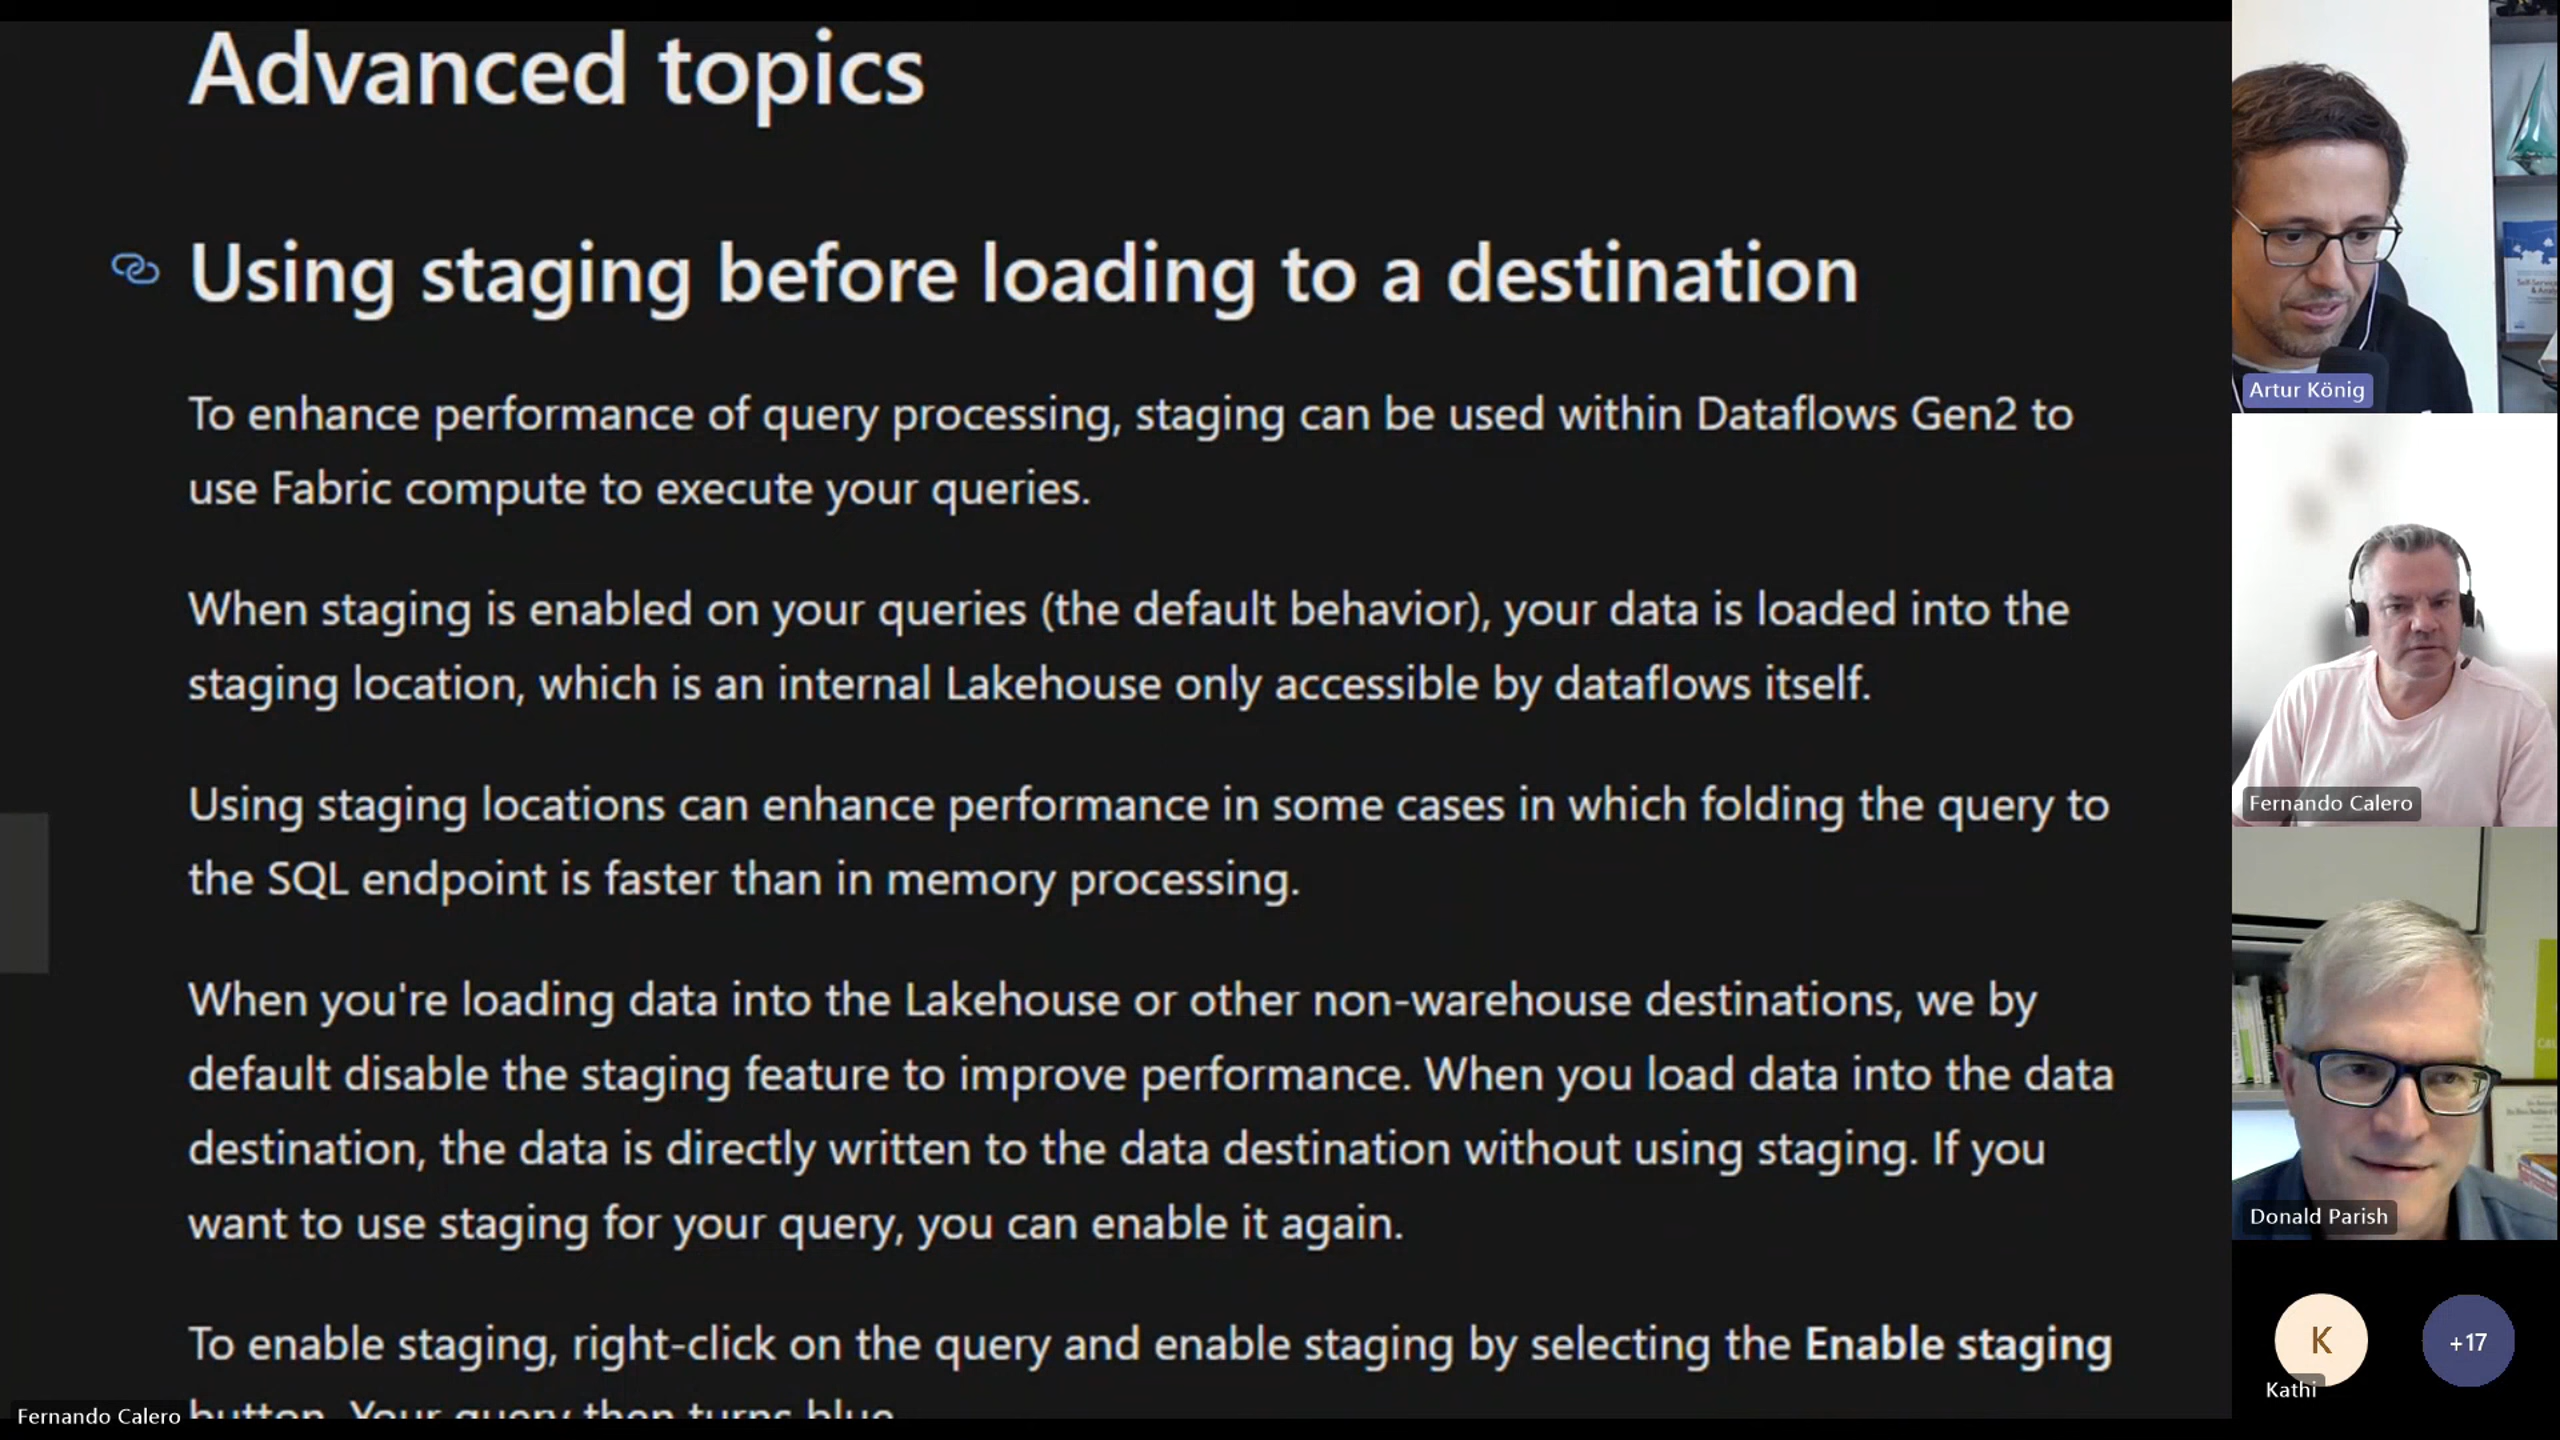 Advanced topics
Using staging before loading to a destination
To enhance performance of query processing, staging can be used within Dataflows Gen2 to
use Fabric compute to execute your queries.
When staging is enabled on your queries (the default behavior), your data is loaded into the
staging location, which is an internal Lakehouse only accessible by dataflows itself.
Using staging locations can enhance performance in some cases in which folding the query to
the SQL endpoint is faster than in memory processing.
When you're loading data into the Lakehouse or other non-warehouse destinations, we by
default disable the staging feature to improve performance. When you load data into the data
destination, the data is directly written to the data destination without using staging. If you
want to use staging for your query, you can enable it again.
To enable staging, right-click on the query and enable staging by selecting the Enable staging
button. Your query then turns blue.
Fernando Calero
Artur König
Fernando Calero
Donald Parish
K
Kathi
+17